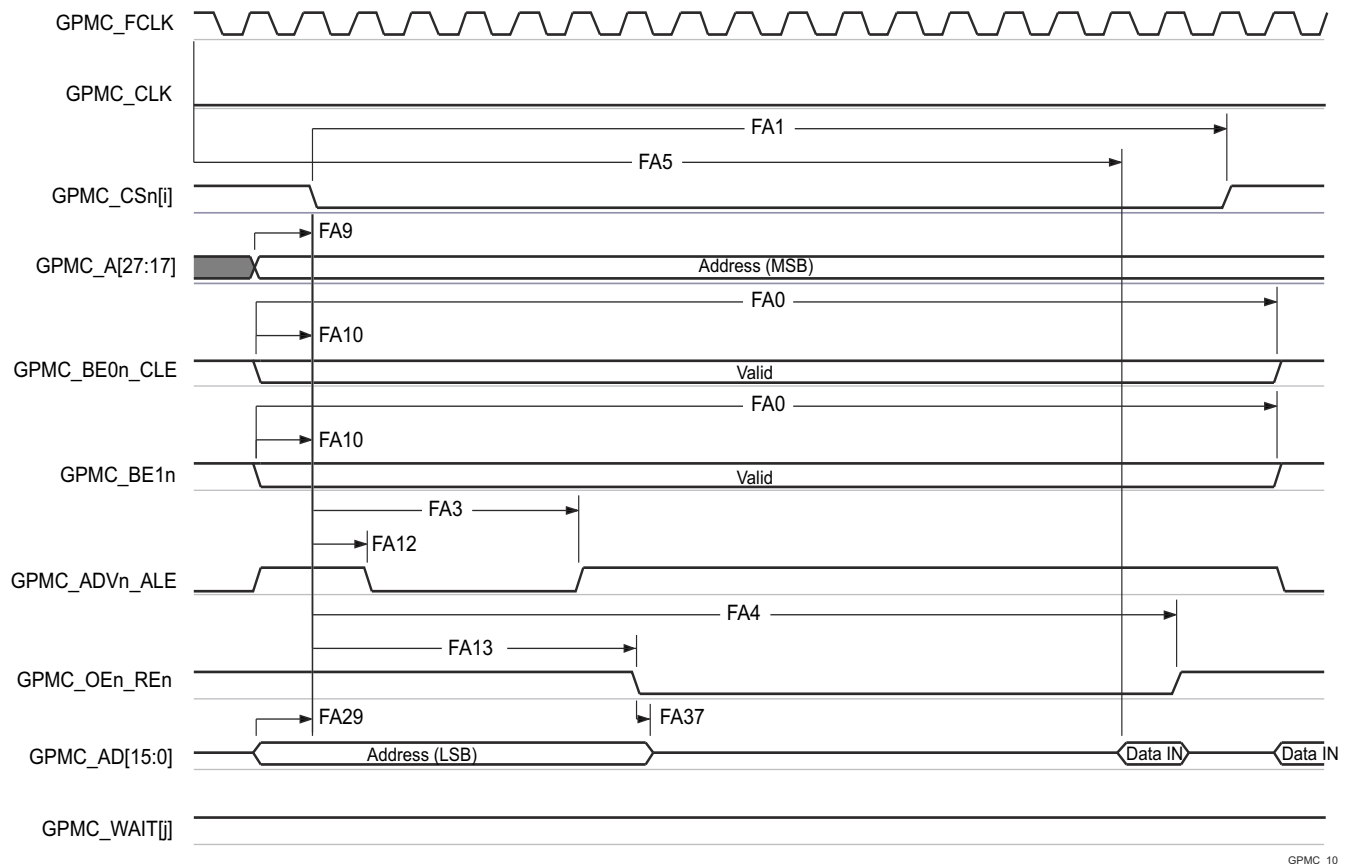 GPMC_FCLK
GPMC_CLK
FA1
FA5
GPMC_CSn[i]
FA9
GPMC_A[27:17]
Address (MSB)
FA0
FA10
GPMC_BE0n_CLE
Valid
FA0
FA10
GPMC_BE1n
Valid
FA3
FA12
GPMC_ADVn_ALE
FA4
FA13
GPMC_OEn_REn
FA29
FA37
GPMC_AD[15:0]
Address (LSB)
Data IN
Data IN
GPMC_WAIT[j]
GPMC_10